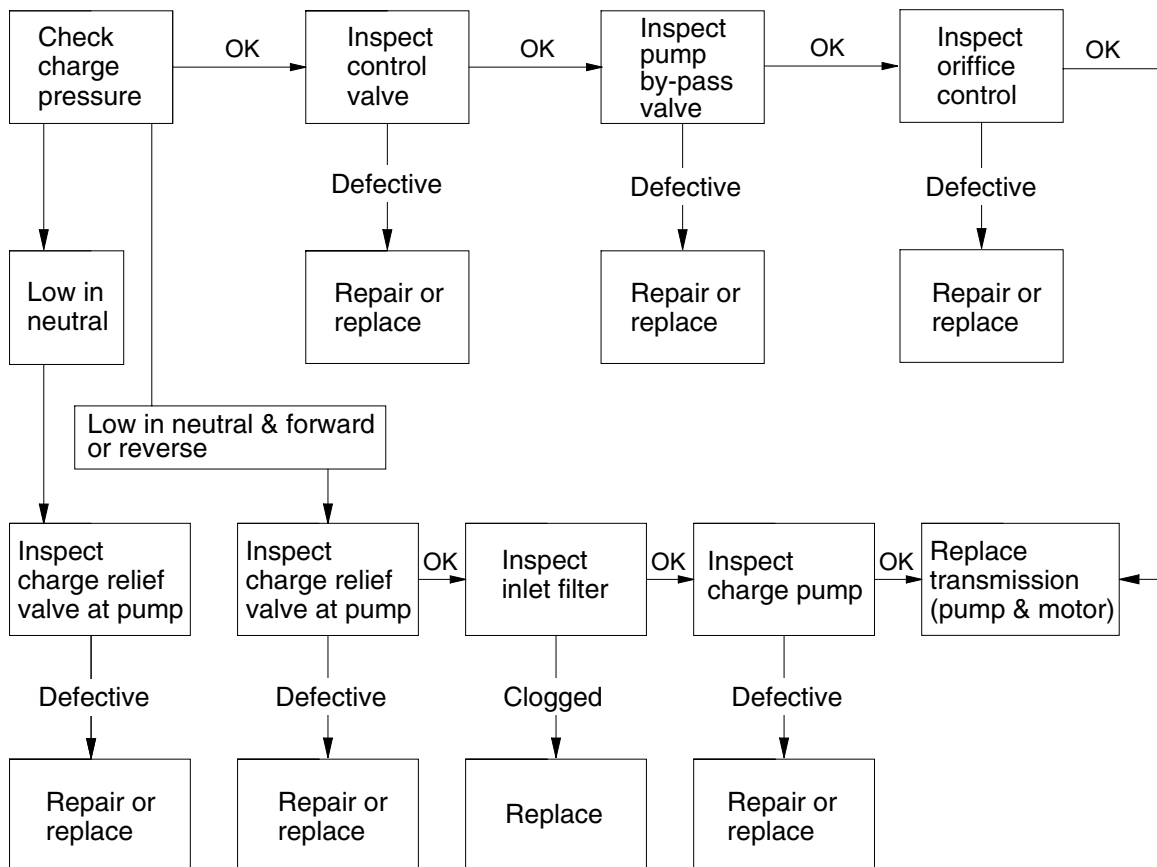 Check
charge
pressure
OK
Inspect
control
valve
OK
Inspect
pump
by-pass
valve
OK
Inspect
oriffice
control
OK
Defective
Defective
Defective
Low in
neutral
Repair or
replace
Repair or
replace
Repair or
replace
Low in neutral & forward
or reverse
Inspect
charge relief
valve at pump
Inspect
charge relief
valve at pump
OK
Inspect
inlet filter
OK
Inspect
charge pump
OK
Replace
transmission
(pump & motor)
Defective
Defective
Clogged
Defective
Repair or
replace
Repair or
replace
Replace
Repair or
replace